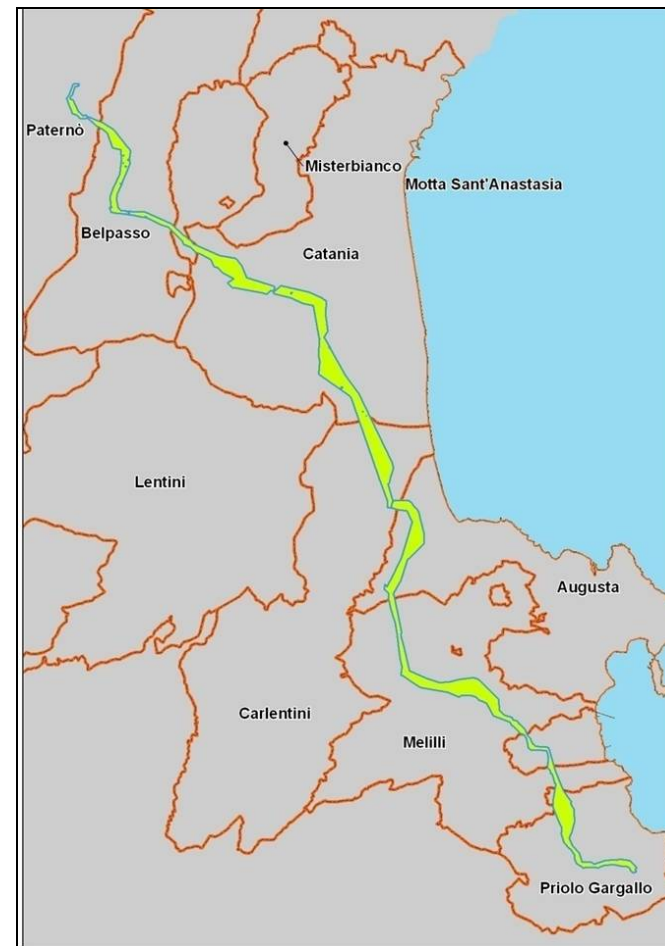 Paternò
Misterbianco
Motta Sant'Anastasia
Belpasso
Catania
Lentini
Augusta
Carlentini
Melilli
Priolo Gargallo